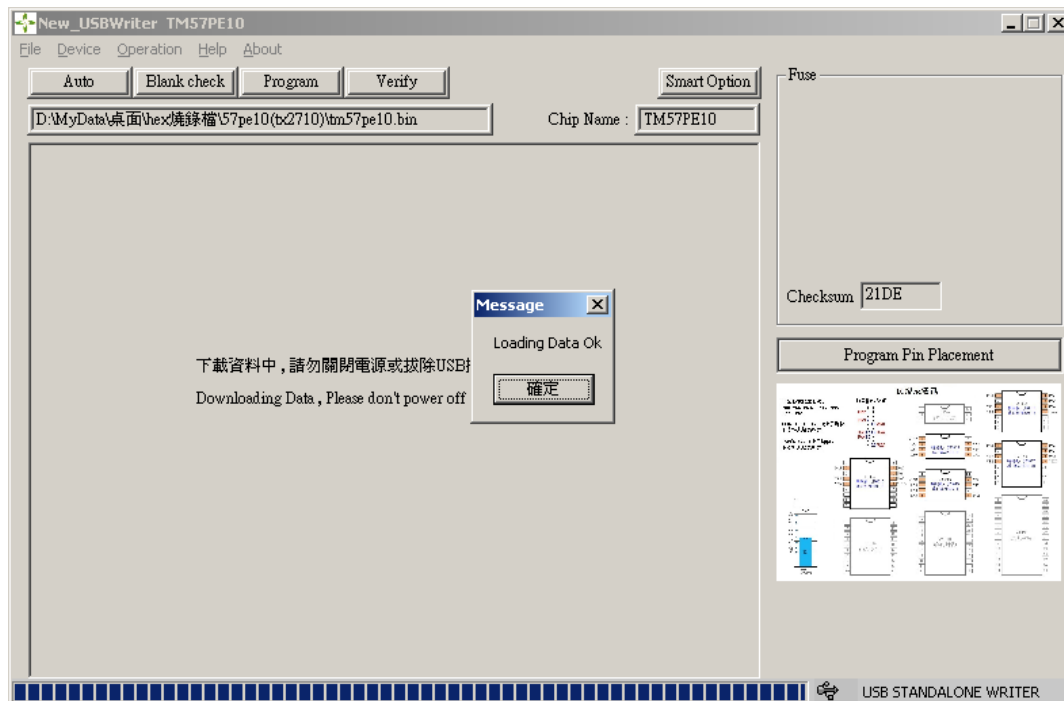 New_USBWriter TM57PE10
File Device Operation Help About
Auto Blank check Program Verify Smart Option
D:\MyData\桌面\hex燒錄檔\57pe10(tx2710)\tm57pe10.bin Chip Name : TM57PE10
Fuse
Checksum 21DE
Program Pin Placement
Message
Loading Data Ok
確定
下載資料中 , 請勿關閉電源或拔除USB
Downloading Data , Please don't power off
USB STANDALONE WRITER